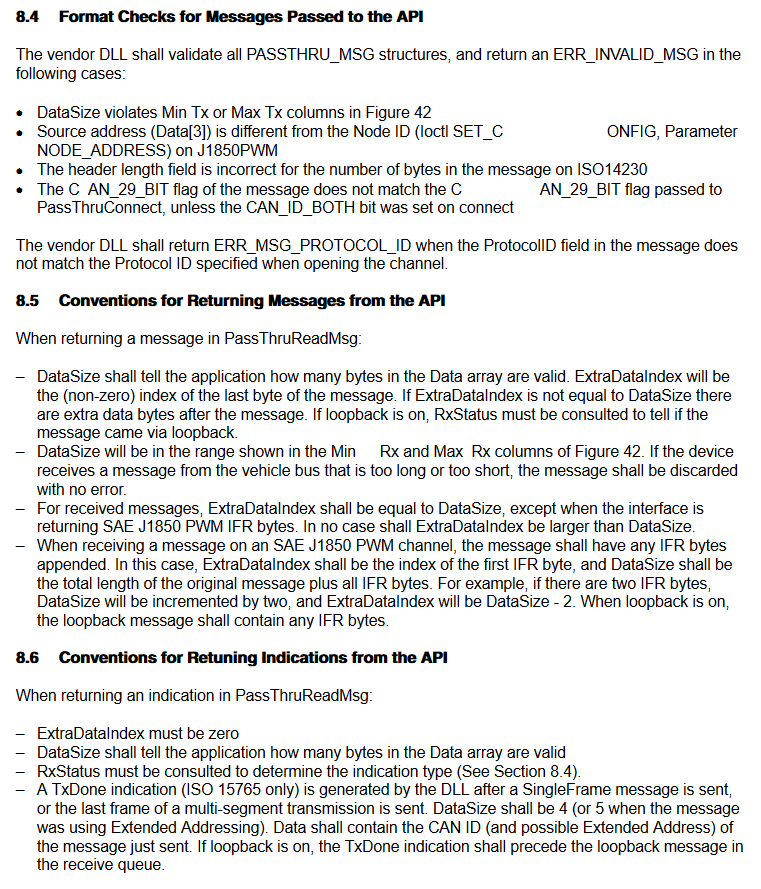 8.4 Format Checks for Messages Passed to the API
The vendor DLL shall validate all PASSTHRU_MSG structures, and return an ERR_INVALID_MSG in the
following cases:
• DataSize violates Min Tx or Max Tx columns in Figure 42
• Source address (Data[3]) is different from the Node ID (Ioctl SET_C ONFIG, Parameter
NODE_ADDRESS) on J1850PWM
• The header length field is incorrect for the number of bytes in the message on ISO14230
• The C AN_29_BIT flag of the message does not match the C AN_29_BIT flag passed to
PassThruConnect, unless the CAN_ID_BOTH bit was set on connect
The vendor DLL shall return ERR_MSG_PROTOCOL_ID when the ProtocolID field in the message does
not match the Protocol ID specified when opening the channel.
8.5 Conventions for Returning Messages from the API
When returning a message in PassThruReadMsg:
– DataSize shall tell the application how many bytes in the Data array are valid. ExtraDataIndex will be
the (non-zero) index of the last byte of the message. If ExtraDataIndex is not equal to DataSize there
are extra data bytes after the message. If loopback is on, RxStatus must be consulted to tell if the
message came via loopback.
– DataSize will be in the range shown in the Min Rx and Max Rx columns of Figure 42. If the device
receives a message from the vehicle bus that is too long or too short, the message shall be discarded
with no error.
– For received messages, ExtraDataIndex shall be equal to DataSize, except when the interface is
returning SAE J1850 PWM IFR bytes. In no case shall ExtraDataIndex be larger than DataSize.
– When receiving a message on an SAE J1850 PWM channel, the message shall have any IFR bytes
appended. In this case, ExtraDataIndex shall be the index of the first IFR byte, and DataSize shall be
the total length of the original message plus all IFR bytes. For example, if there are two IFR bytes,
DataSize will be incremented by two, and ExtraDataIndex will be DataSize - 2. When loopback is on,
the loopback message shall contain any IFR bytes.
8.6 Conventions for Retuning Indications from the API
When returning an indication in PassThruReadMsg:
– ExtraDataIndex must be zero
– DataSize shall tell the application how many bytes in the Data array are valid
– RxStatus must be consulted to determine the indication type (See Section 8.4).
– A TxDone indication (ISO 15765 only) is generated by the DLL after a SingleFrame message is sent,
or the last frame of a multi-segment transmission is sent. DataSize shall be 4 (or 5 when the message
was using Extended Addressing). Data shall contain the CAN ID (and possible Extended Address) of
the message just sent. If loopback is on, the TxDone indication shall precede the loopback message in
the receive queue.